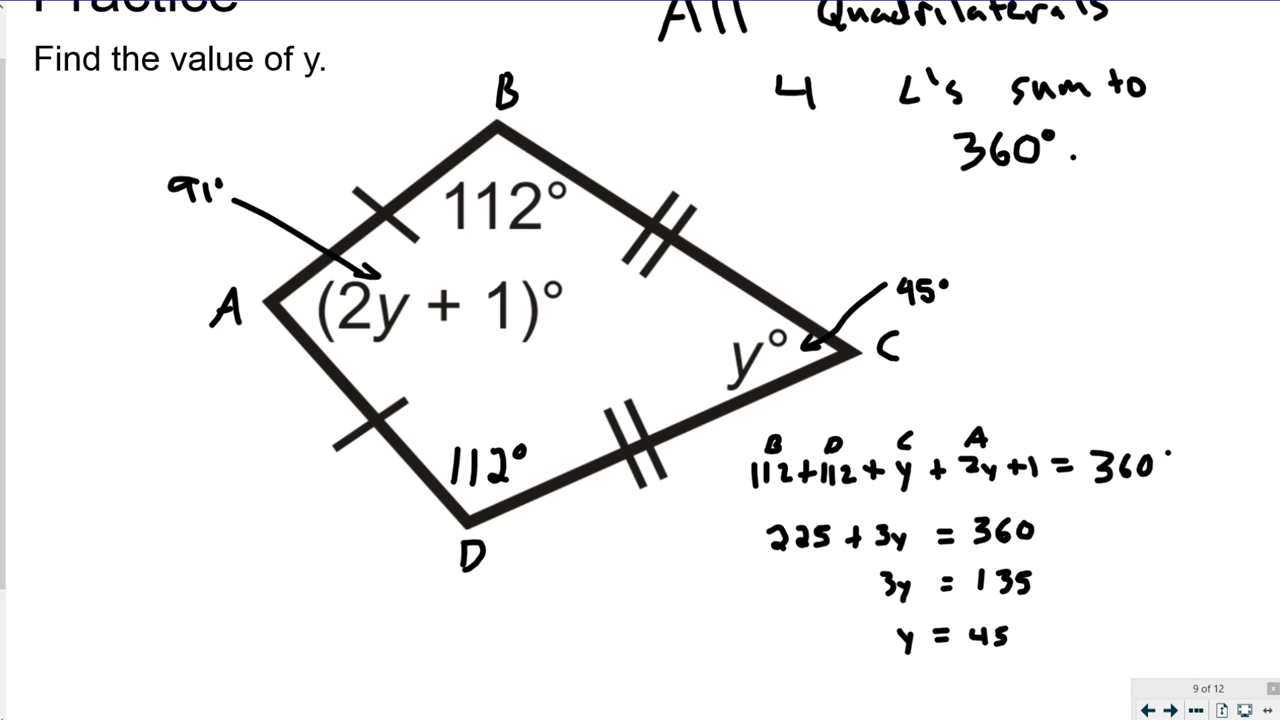 Practice
All Quadrilaterals
Find the value of y.
4 ∠'s sum to
360°.
B
91°
112°
A
(2y + 1)°
45°
y°
C
112°
D
B D C A
112+112+y+2y+1=360°
225+3y=360
3y=135
y=45
9 of 12